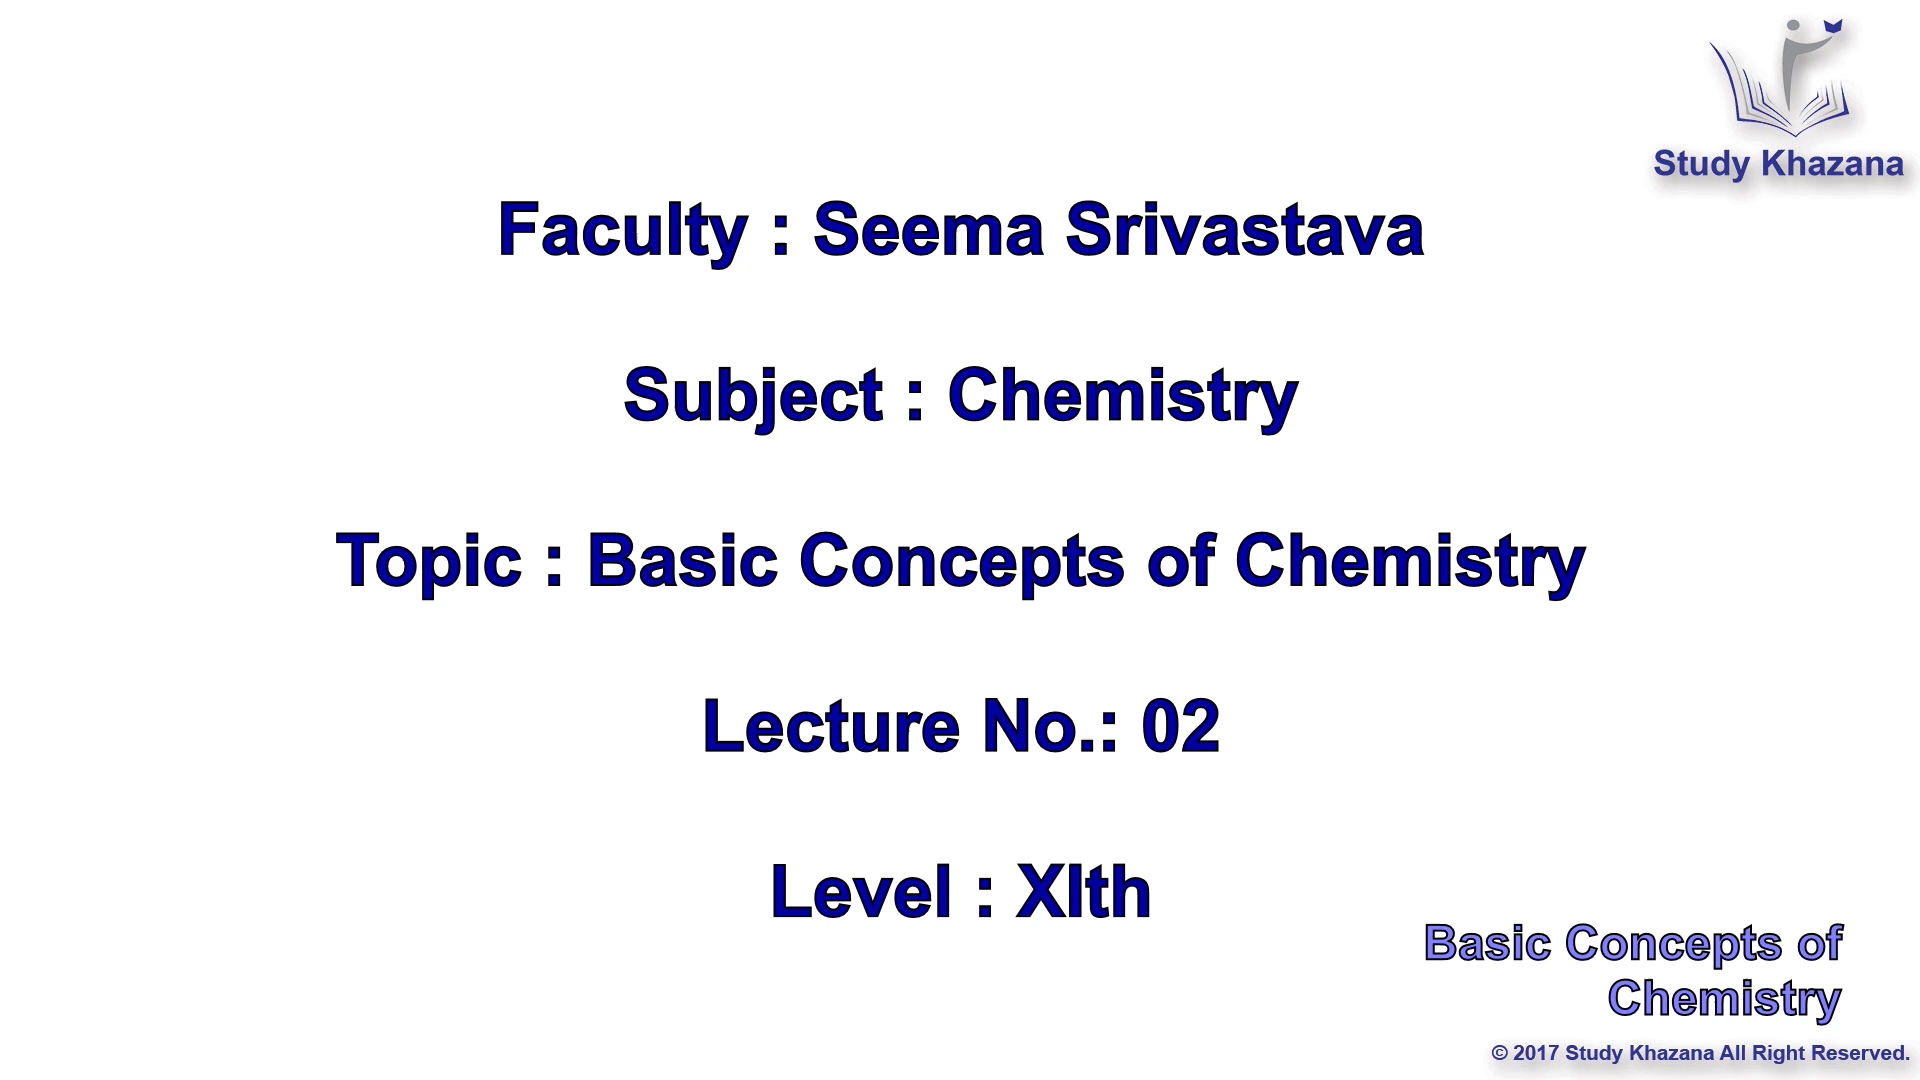 Study Khazana
Faculty : Seema Srivastava
Subject : Chemistry
Topic : Basic Concepts of Chemistry
Lecture No.: 02
Level : XIth
Basic Concepts of
Chemistry
© 2017 Study Khazana All Right Reserved.